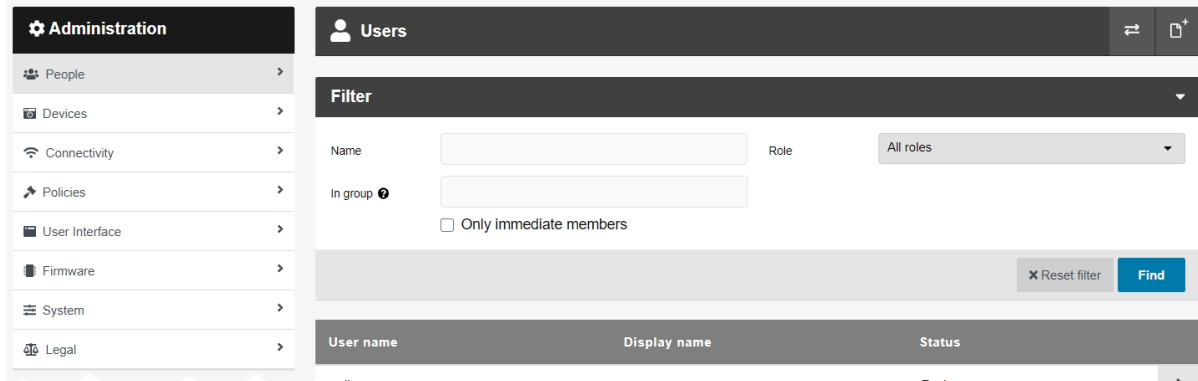 Administration
People
Devices
Connectivity
Policies
User Interface
Firmware
System
Legal
Users
Filter
Name
Role
All roles
In group
Only immediate members
Reset filter
Find
User name
Display name
Status